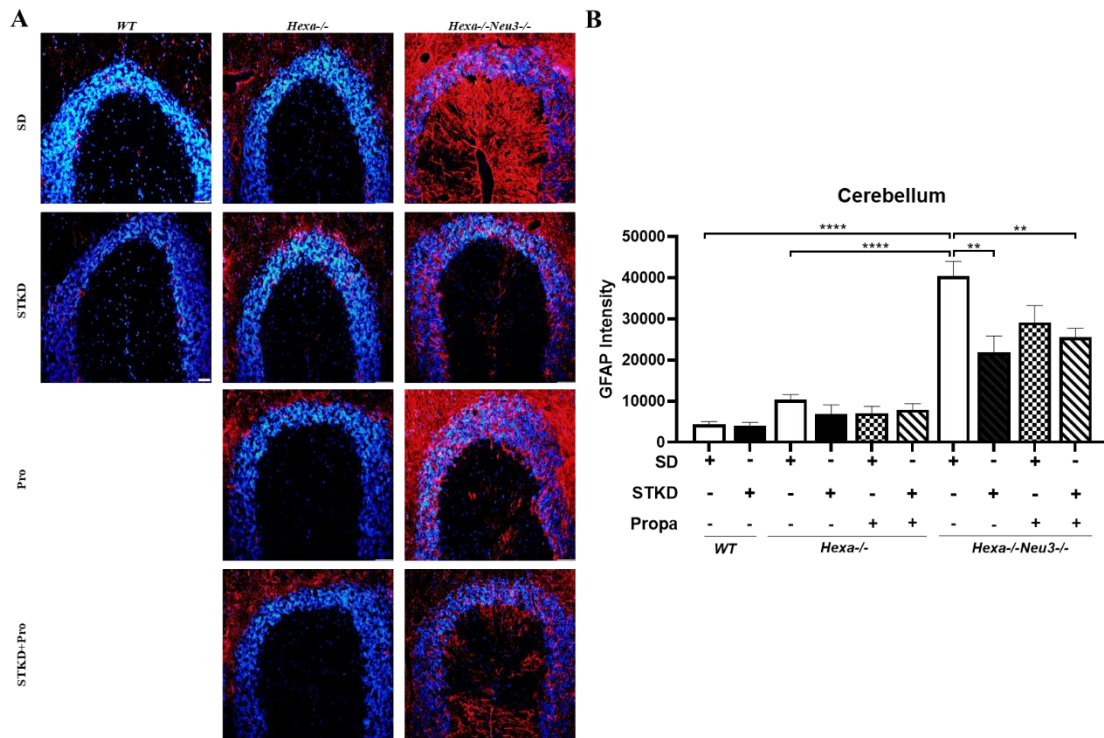 A
WT Hexa-/- Hexa-/-Neu3-/-
SD
STKD
Pro
STKD+Pro
B
Cerebellum
**** **
**** **
GFAP Intensity
50000
40000
30000
20000
10000
0
SD + - + - + - + - + -
STKD - + - + - + - + - +
Propa - - - - + + - - + +
WT Hexa-/- Hexa-/-Neu3-/-